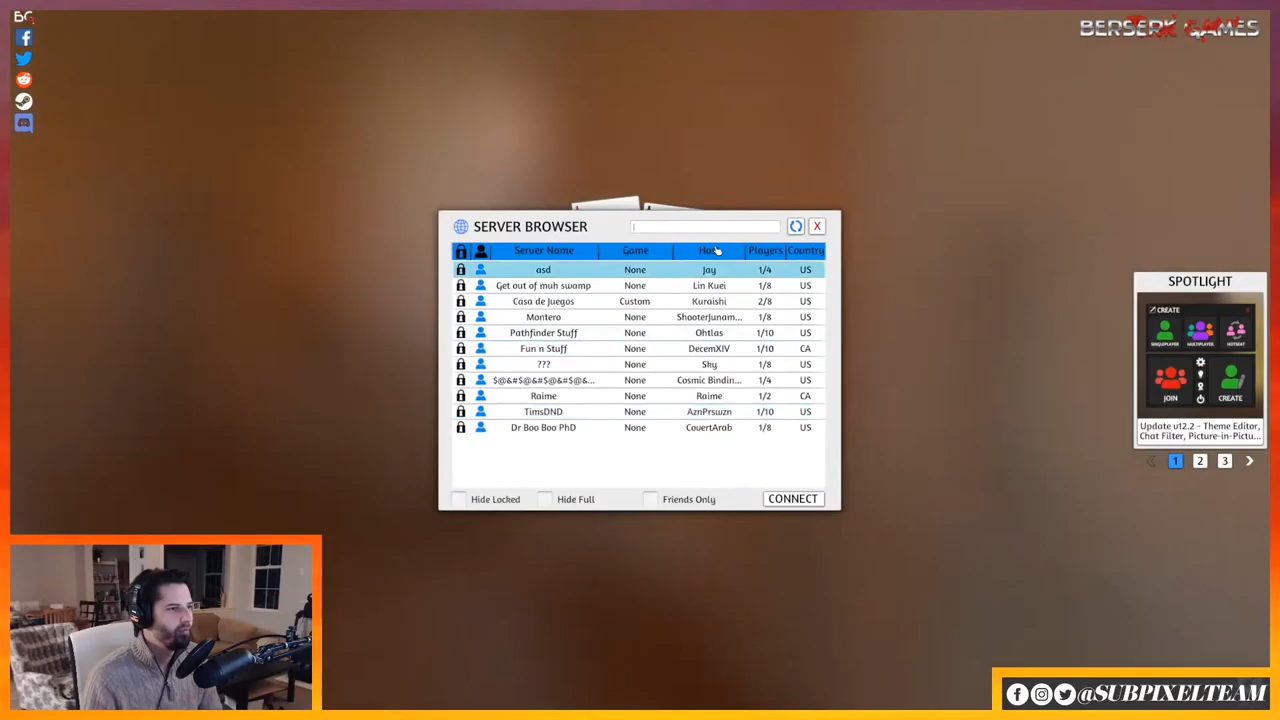 BERSERK GAMES
SERVER BROWSER
X
Server Name Game Host Players Country
asd None Jay 1/4 US
Get out of muh swamp None Lin Kuei 1/8 US
Casa de Juegos Custom Kuraishi 2/8 US
Montero None ShooterJunam... 1/8 US
Pathfinder Stuff None Ohtlas 1/10 US
Fun n Stuff None DecemXIV 1/10 CA
??? None Sky 1/8 US
$@&#$@&#$@&#$@&... None Cosmic Bindin... 1/4 US
Raime None Raime 1/2 CA
TimsDND None AznPrswzn 1/10 US
Dr Boo Boo PhD None CovertArab 1/8 US
Hide Locked Hide Full Friends Only CONNECT
SPOTLIGHT
CREATE
SINGLEPLAYER MULTIPLAYER HOTSEAT
JOIN CREATE
Update v12.2 - Theme Editor,
Chat Filter, Picture-in-Pictu...
1 2 3
@SUBPIXELTEAM